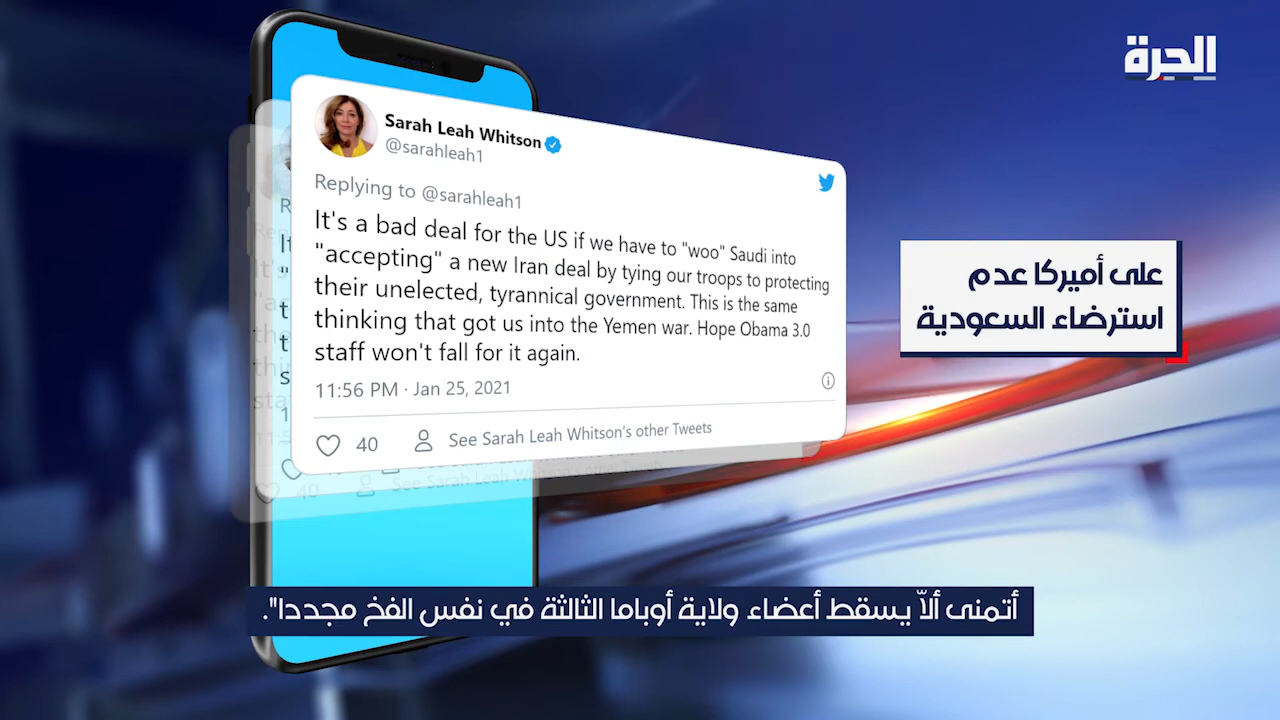 الحرة
Sarah Leah Whitson
@sarahleah1
Replying to @sarahleah1
It's a bad deal for the US if we have to "woo" Saudi into
"accepting" a new Iran deal by tying our troops to protecting
their unelected, tyrannical government. This is the same
thinking that got us into the Yemen war. Hope Obama 3.0
staff won't fall for it again.
11:56 PM · Jan 25, 2021
40
See Sarah Leah Whitson's other Tweets
على أميركا عدم
استرضاء السعودية
أتمنى ألاّ يسقط أعضاء ولاية أوباما الثالثة في نفس الفخ مجددا".